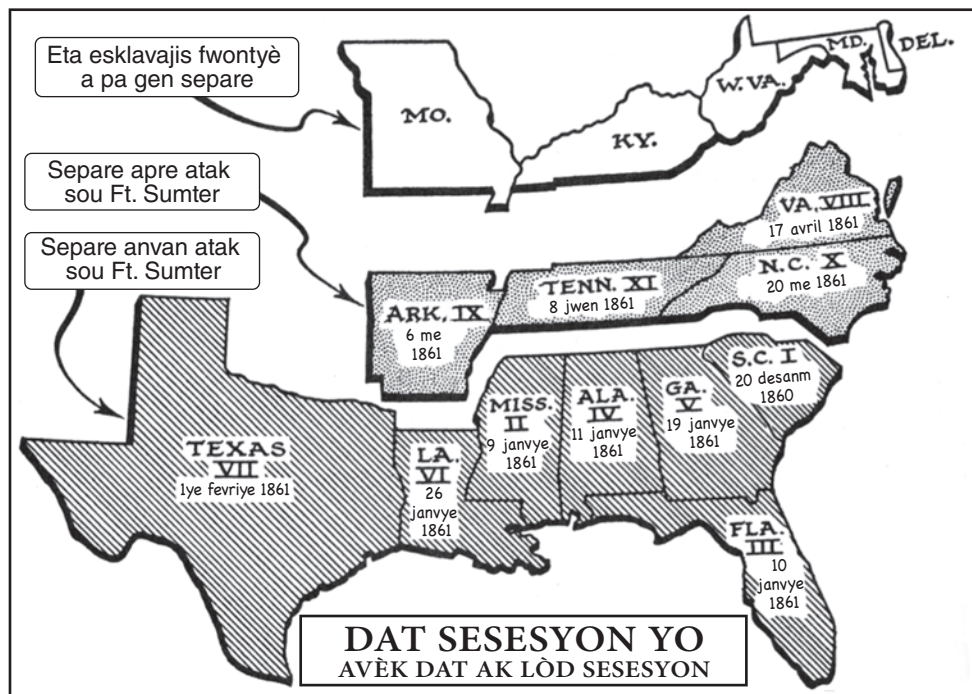 Eta esklavajis fwontyè
a pa gen separe
MO.
KY.
W.VA.
MD.
DEL.
Separe apre atak
sou Ft. Sumter
Separe anvan atak
sou Ft. Sumter
VA. VIII
17 avril 1861
N.C. X
20 me 1861
TENN. XI
8 jwen 1861
ARK. IX
6 me
1861
S.C. I
20 desanm
1860
GA.
V
19 janvye
1861
ALA.
IV
11 janvye
1861
MISS.
II
9 janvye
1861
LA.
VI
26
janvye
1861
TEXAS
VII
1ye fevriye 1861
FLA.
III
10
janvye
1861
DAT SESESYON YO
AVÈK DAT AK LÒD SESESYON